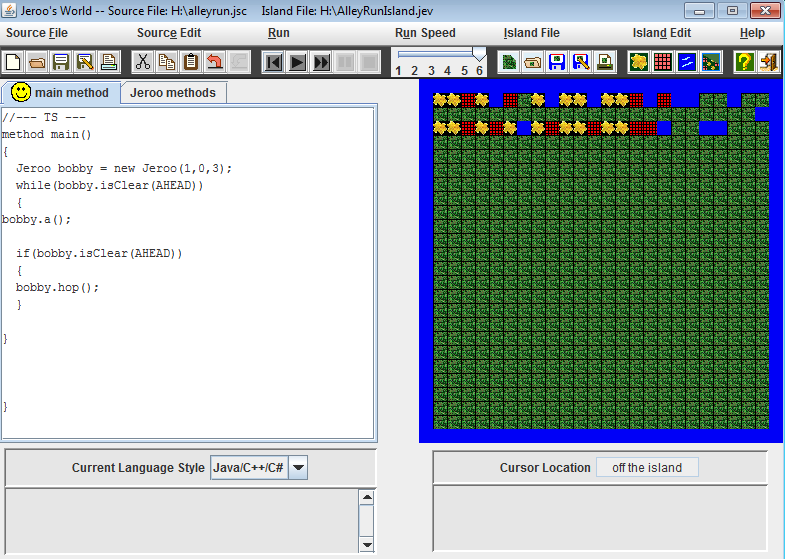 Jeroo's World -- Source File: H:\alleyrun.jsc     Island File: H:\AlleyRunIsland.jev
Source File Source Edit Run Run Speed Island File Island Edit Help
1 2 3 4 5 6
main method Jeroo methods
//--- TS ---
method main()
{
  Jeroo bobby = new Jeroo(1,0,3);
  while(bobby.isClear(AHEAD))
  {
bobby.a();
  if(bobby.isClear(AHEAD))
  {
  bobby.hop();
  }
}
}
Current Language Style Java/C++/C#
Cursor Location off the island